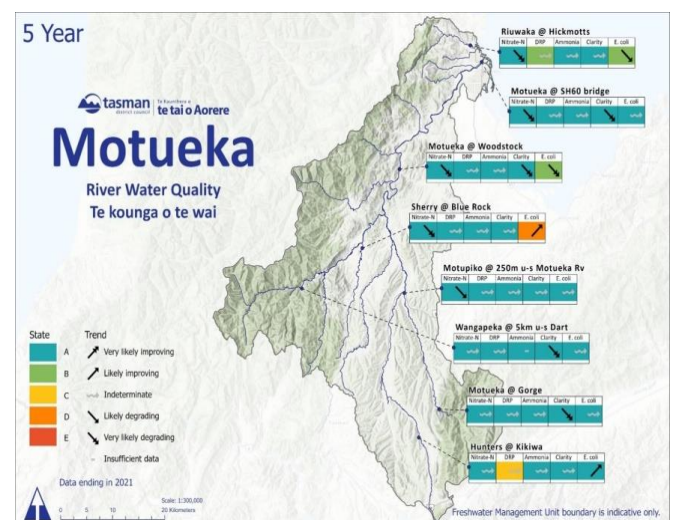 5 Year
tasman
district council
Te Kaunihera o
te tai o Aorere
Motueka
River Water Quality
Te kounga o te wai
Riuwaka @ Hickmotts
Nitrate-N DRP Ammonia Clarity E. coli
Motueka @ SH60 bridge
Nitrate-N DRP Ammonia Clarity E. coli
Motueka @ Woodstock
Nitrate-N DRP Ammonia Clarity E. coli
Sherry @ Blue Rock
Nitrate-N DRP Ammonia Clarity E. coli
Motupiko @ 250m u-s Motueka Rv
Nitrate-N DRP Ammonia Clarity E. coli
Wangapeka @ 5km u-s Dart
Nitrate-N DRP Ammonia Clarity E. coli
Motueka @ Gorge
Nitrate-N DRP Ammonia Clarity E. coli
Hunters @ Kikiwa
Nitrate-N DRP Ammonia Clarity E. coli
State Trend
A Very likely improving
B Likely improving
C Indeterminate
D Likely degrading
E Very likely degrading
- Insufficient data
Data ending in 2021
Scale: 1:300,000
0 5 10 20 Kilometers
Freshwater Management Unit boundary is indicative only.